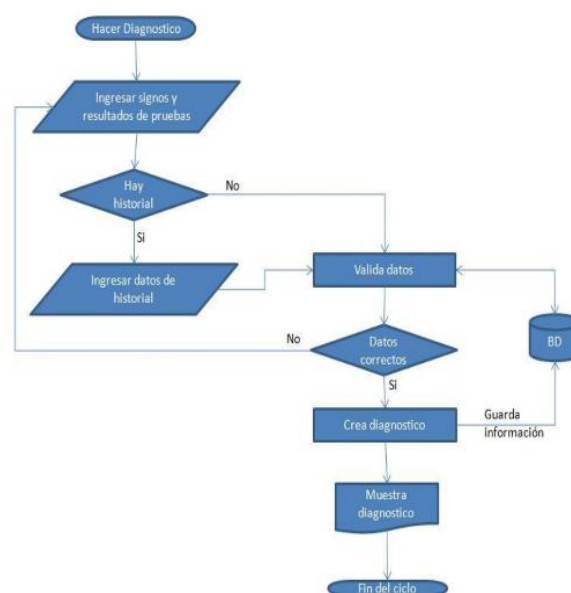 Hacer Diagnostico
Ingresar signos y
resultados de pruebas
Hay
historial
No
Si
Ingresar datos de
historial
Valida datos
No
Datos
correctos
BD
Si
Crea diagnostico
Guarda
información
Muestra
diagnostico
Fin del ciclo